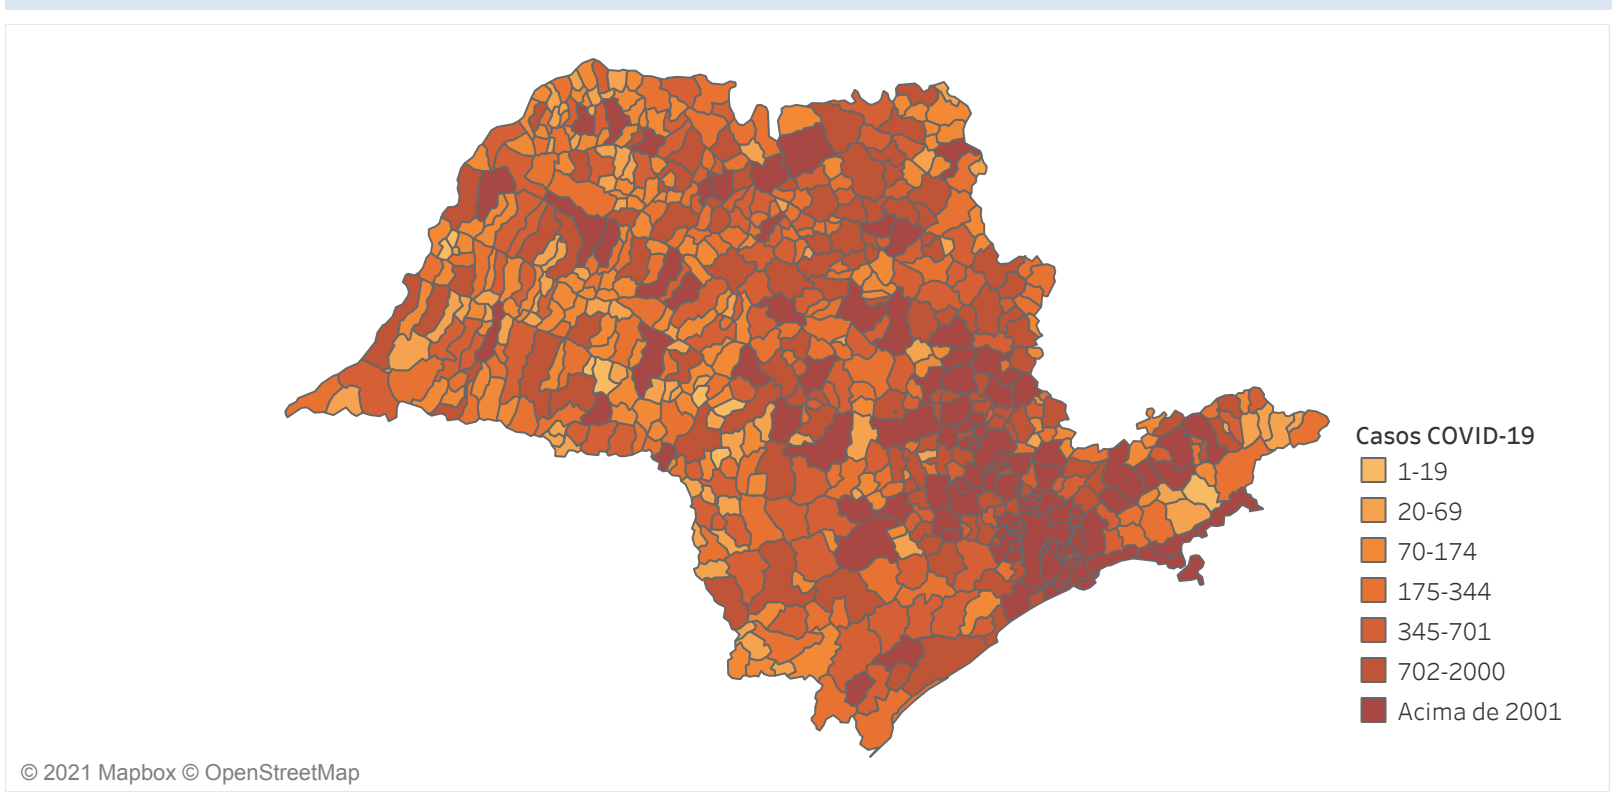 Casos COVID-19
1-19
20-69
70-174
175-344
345-701
702-2000
Acima de 2001
© 2021 Mapbox © OpenStreetMap